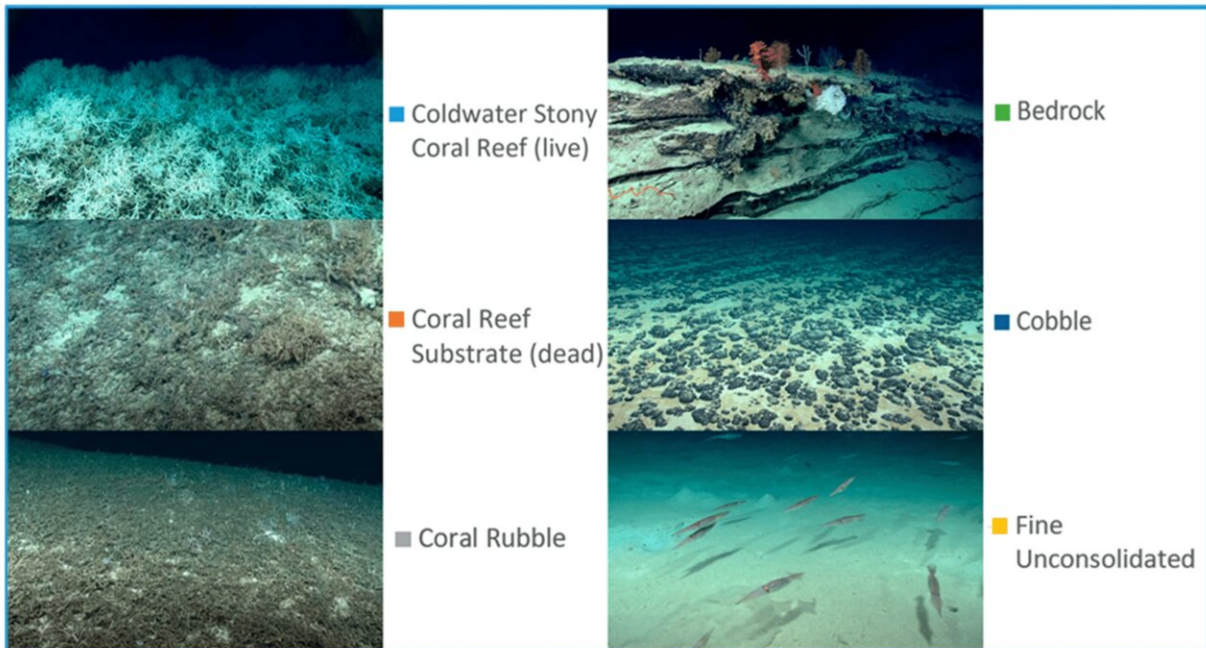 Coldwater Stony
Coral Reef (live)
Bedrock
Coral Reef
Substrate (dead)
Cobble
Coral Rubble
Fine
Unconsolidated